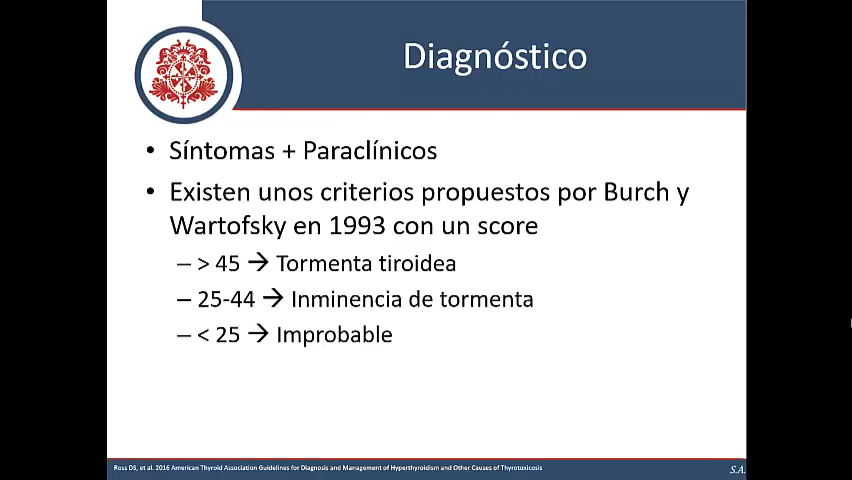 Diagnóstico
• Síntomas + Paraclínicos
• Existen unos criterios propuestos por Burch y
Wartofsky en 1993 con un score
– > 45 → Tormenta tiroidea
– 25-44 → Inminencia de tormenta
– < 25 → Improbable
Ross DS, et al. 2016 American Thyroid Association Guidelines for Diagnosis and Management of Hyperthyroidism and Other Causes of Thyrotoxicosis
S.A.